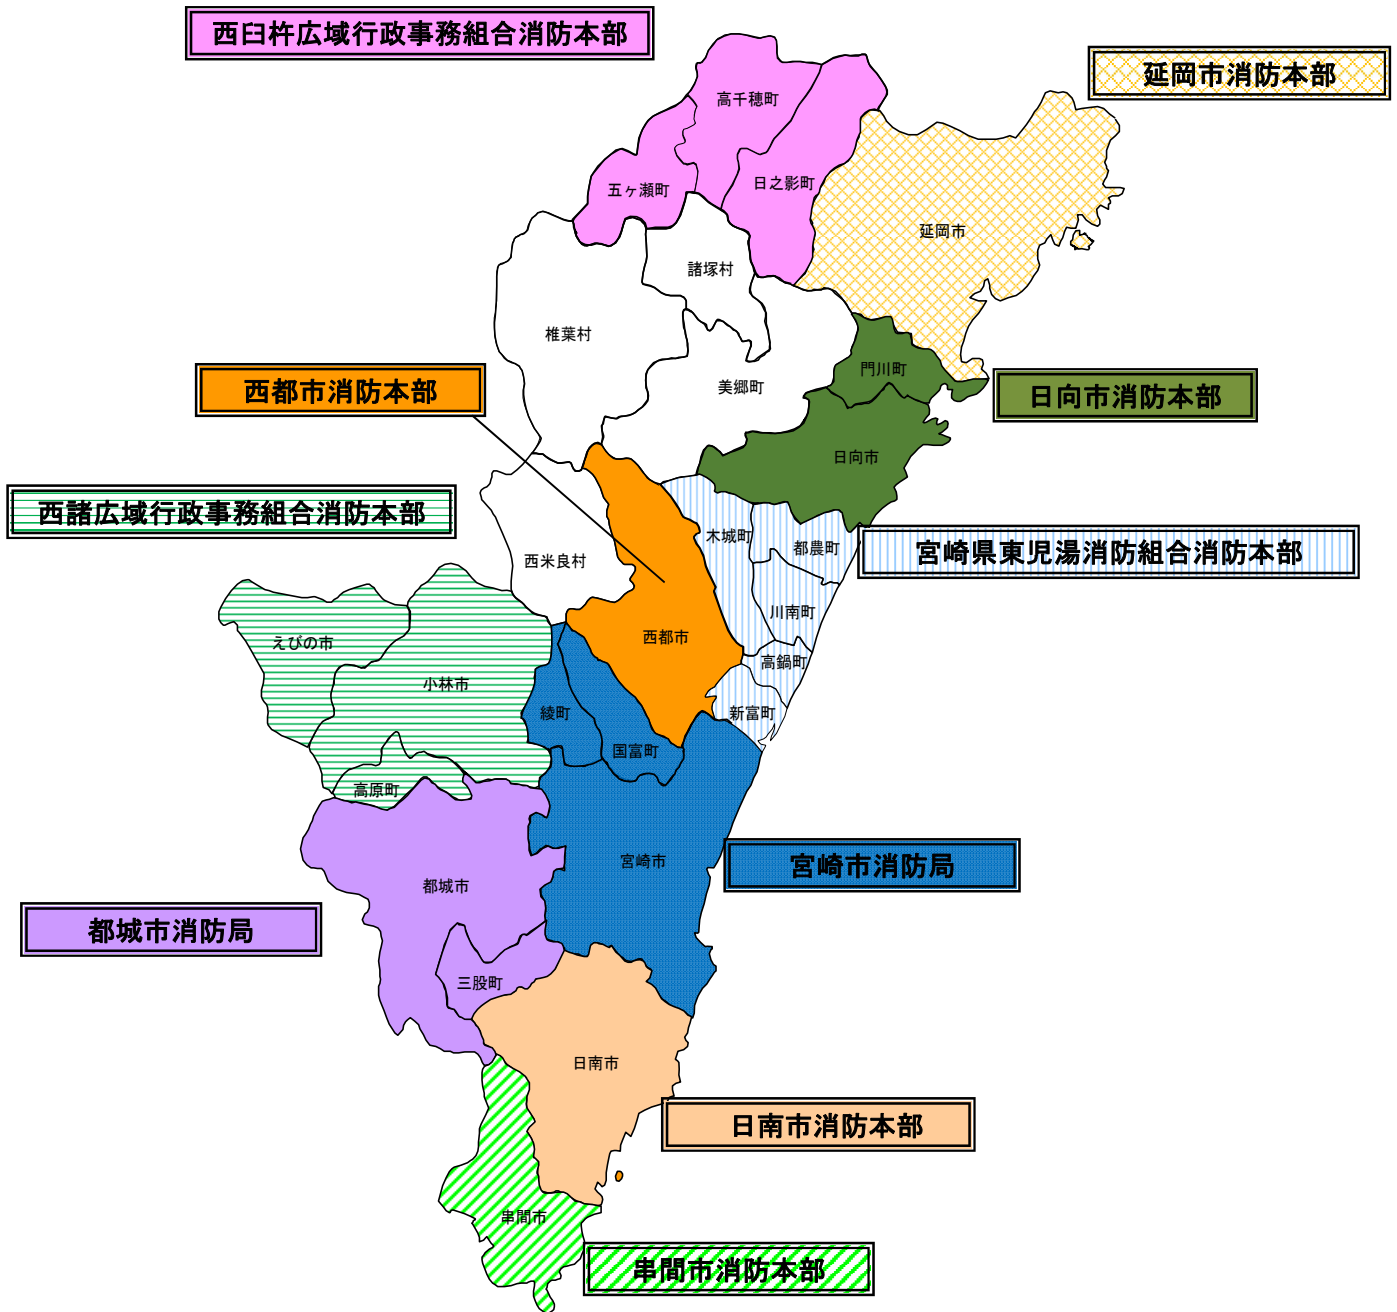 西臼杵広域行政事務組合消防本部
延岡市消防本部
高千穂町
日之影町
五ヶ瀬町
延岡市
諸塚村
椎葉村
門川町
美郷町
西都市消防本部
日向市消防本部
日向市
西諸広域行政事務組合消防本部
木城町
都農町
宮崎県東児湯消防組合消防本部
西米良村
川南町
西都市
えびの市
高鍋町
小林市
綾町
新富町
国富町
高原町
宮崎市
宮崎市消防局
都城市
都城市消防局
三股町
日南市
日南市消防本部
串間市
串間市消防本部